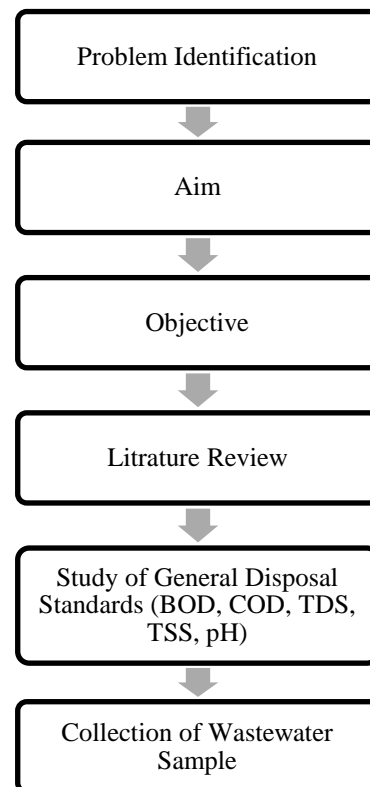 Problem Identification
Aim
Objective
Litrature Review
Study of General Disposal
Standards (BOD, COD, TDS,
TSS, pH)
Collection of Wastewater
Sample